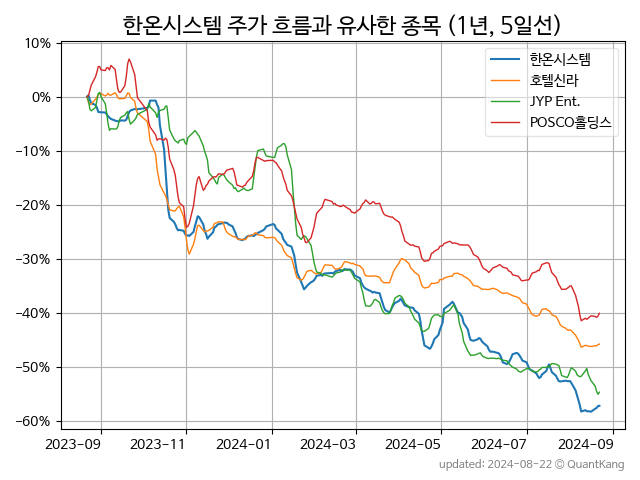 한온시스템 주가 흐름과 유사한 종목 (1년, 5일선)
한온시스템
호텔신라
JYP Ent.
POSCO홀딩스
10%
0%
−10%
−20%
−30%
−40%
−50%
−60%
2023-09 2023-11 2024-01 2024-03 2024-05 2024-07 2024-09
updated: 2024-08-22 © QuantKang